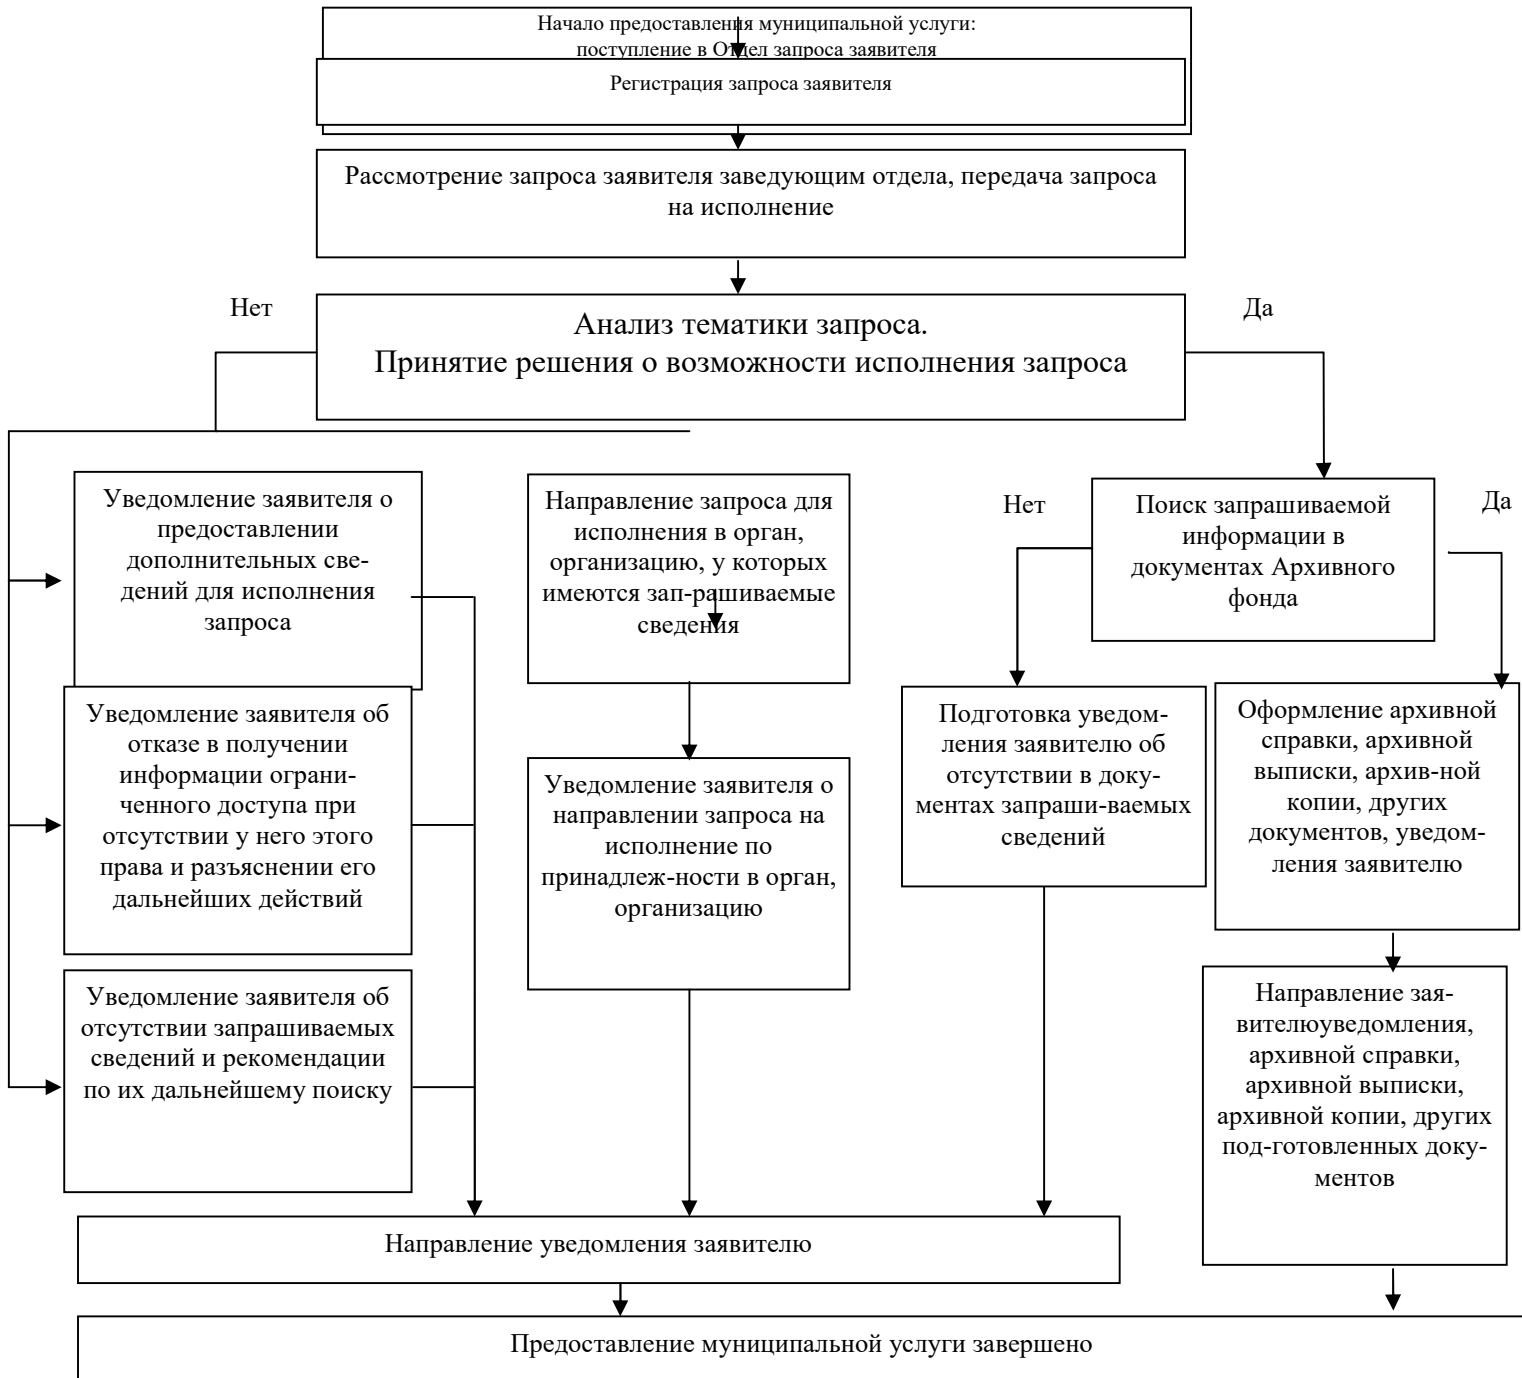 Начало предоставления муниципальной услуги:
поступление в Отдел запроса заявителя
Регистрация запроса заявителя
Рассмотрение запроса заявителя заведующим отдела, передача запроса
на исполнение
Нет
Да
Анализ тематики запроса.
Принятие решения о возможности исполнения запроса
Уведомление заявителя о
предоставлении
дополнительных све-
дений для исполнения
запроса
Направление запроса для
исполнения в орган,
организацию, у которых
имеются зап-рашиваемые
сведения
Нет
Поиск запрашиваемой
информации в
документах Архивного
фонда
Да
Уведомление заявителя об
отказе в получении
информации ограни-
ченного доступа при
отсутствии у него этого
права и разъяснении его
дальнейших действий
Уведомление заявителя о
направлении запроса на
исполнение по
принадлеж-ности в орган,
организацию
Подготовка уведом-
ления заявителю об
отсутствии в доку-
ментах запраши-ваемых
сведений
Оформление архивной
справки, архивной
выписки, архив-ной
копии, других
документов, уведом-
ления заявителю
Уведомление заявителя об
отсутствии запрашиваемых
сведений и рекомендации
по их дальнейшему поиску
Направление зая-
вителюуведомления,
архивной справки,
архивной выписки,
архивной копии, других
под-готовленных доку-
ментов
Направление уведомления заявителю
Предоставление муниципальной услуги завершено